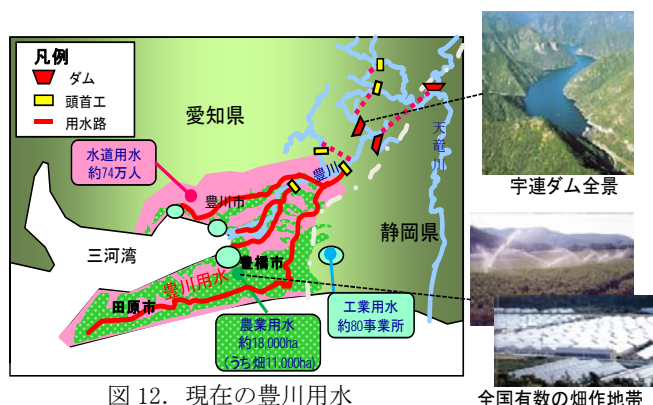 凡例
ダム
頭首工
用水路
愛知県
水道用水
約74万人
豊川市
豊川
天竜川
宇連ダム全景
静岡県
三河湾
豊橋市
豊川用水
田原市
農業用水
約18,000ha
(うち畑11,000ha)
工業用水
約80事業所
図 12．現在の豊川用水
全国有数の畑作地帯